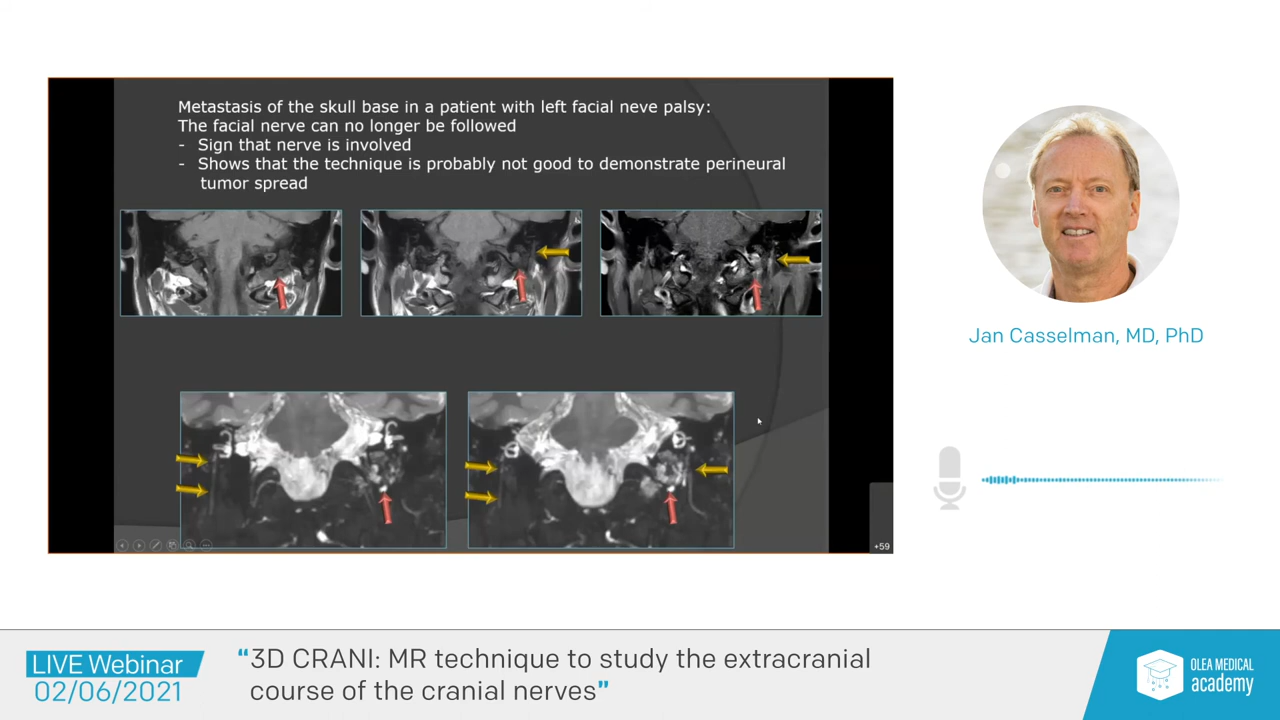 Metastasis of the skull base in a patient with left facial neve palsy:
The facial nerve can no longer be followed
- Sign that nerve is involved
- Shows that the technique is probably not good to demonstrate perineural
tumor spread
+59
Jan Casselman, MD, PhD
LIVE Webinar
02/06/2021
“3D CRANI: MR technique to study the extracranial
course of the cranial nerves”
OLEA MEDICAL
academy